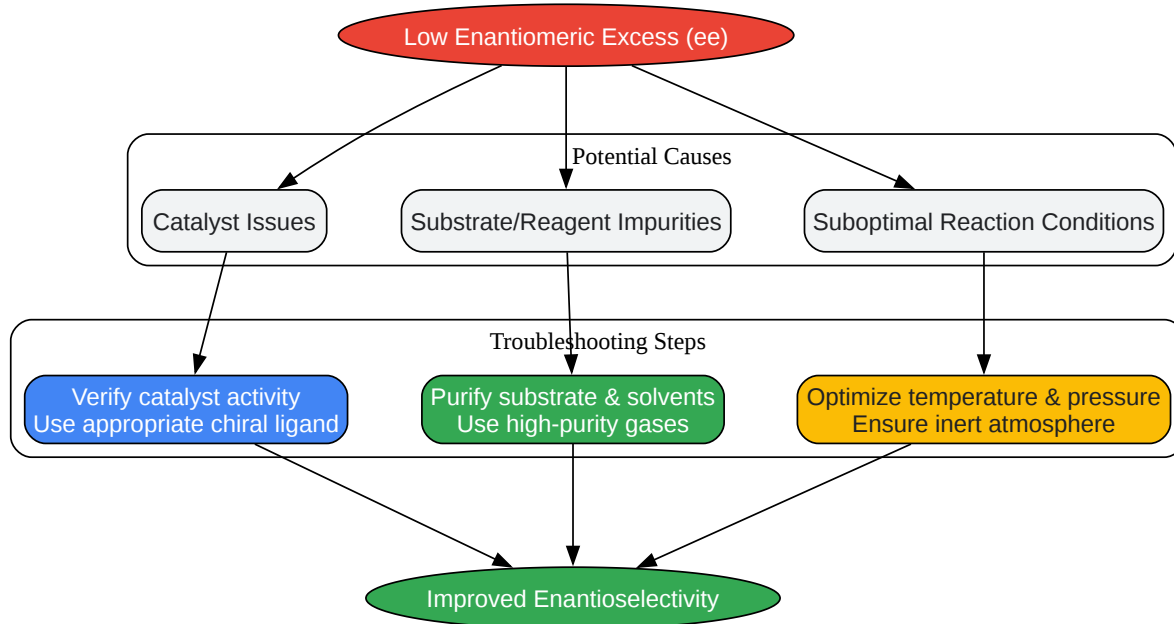 Low Enantiomeric Excess (ee)
Potential Causes
Catalyst Issues
Substrate/Reagent Impurities
Suboptimal Reaction Conditions
Troubleshooting Steps
Verify catalyst activity
Use appropriate chiral ligand
Purify substrate & solvents
Use high-purity gases
Optimize temperature & pressure
Ensure inert atmosphere
Improved Enantioselectivity